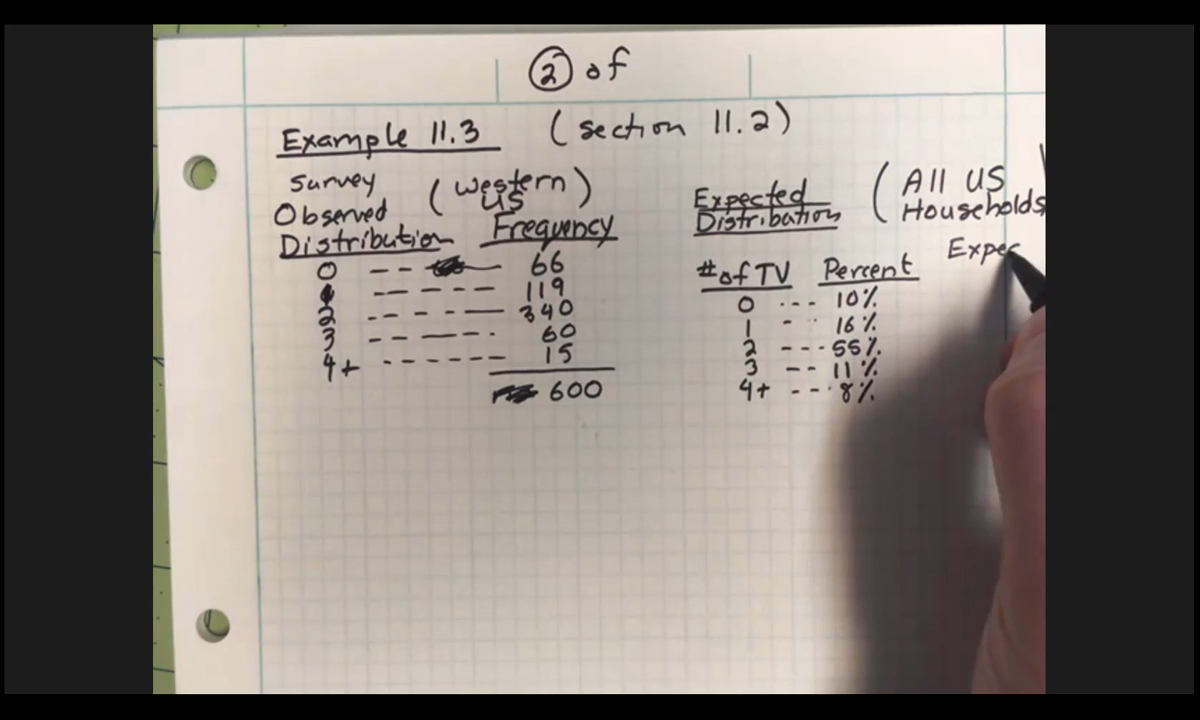 ② of
Example 11.3 (section 11.2)
Survey (Western US)
Observed Distribution Frequency
0 -- 66
1 ----- 119
2 ----- 340
3 ----- 60
4+ ------ 15
600
Expected Distribution (All US Households)
Expec
# of TV Percent
0 --- 10%
1 - -- 16%
2 --- 55%
3 -- 11%
4+ --- 8%